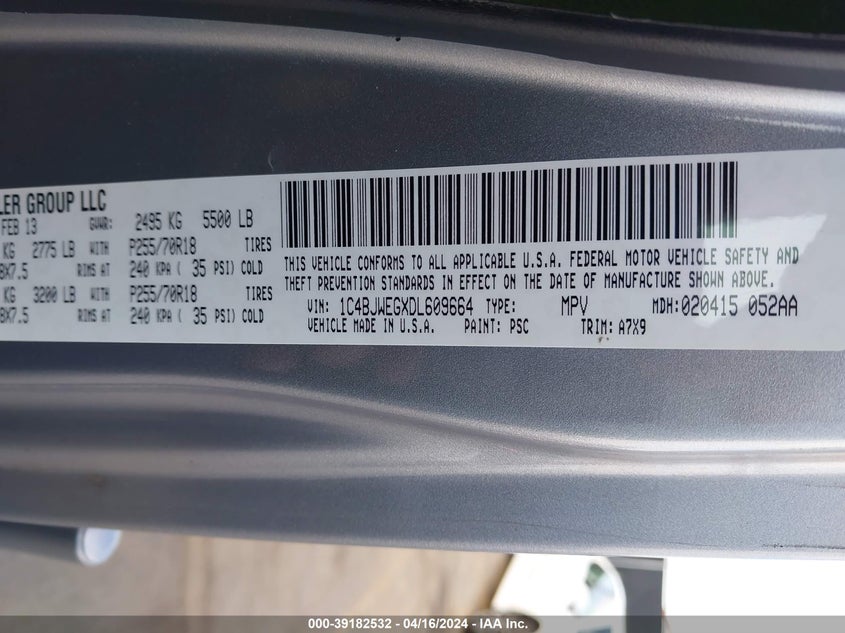 LER GROUP LLC
FEB 13 GVWR: 2495 KG 5500 LB
KG 2775 LB WITH P255/70R18 TIRES
8X7.5 RIMS AT 240 KPA ( 35 PSI) COLD
KG 3200 LB WITH P255/70R18 TIRES
8X7.5 RIMS AT 240 KPA ( 35 PSI) COLD
THIS VEHICLE CONFORMS TO ALL APPLICABLE U.S.A. FEDERAL MOTOR VEHICLE SAFETY AND
THEFT PREVENTION STANDARDS IN EFFECT ON THE DATE OF MANUFACTURE SHOWN ABOVE.
VIN: 1C4BJWEGXDL609664 TYPE: MPV MDH:020415 052AA
VEHICLE MADE IN U.S.A. PAINT: PSC TRIM: A7X9
000-39182532 - 04/16/2024 - IAA Inc.